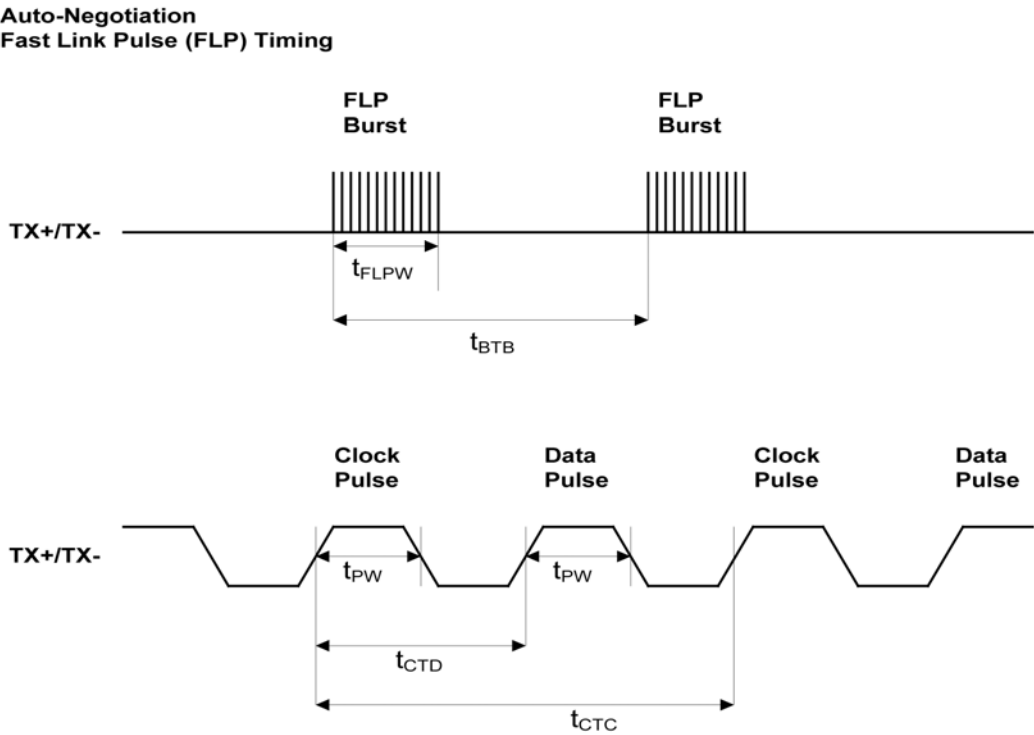 Auto-Negotiation
Fast Link Pulse (FLP) Timing
FLP
Burst
FLP
Burst
TX+/TX-
tFLPW
tBTB
Clock
Pulse
Data
Pulse
Clock
Pulse
Data
Pulse
TX+/TX-
tPW
tPW
tCTD
tCTC